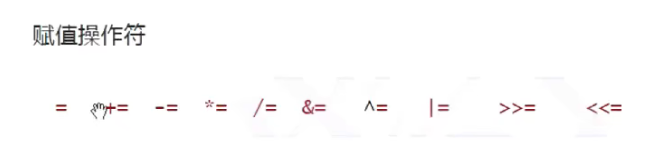 赋值操作符
= += -= *= /= &= ^= |= >>= <<=